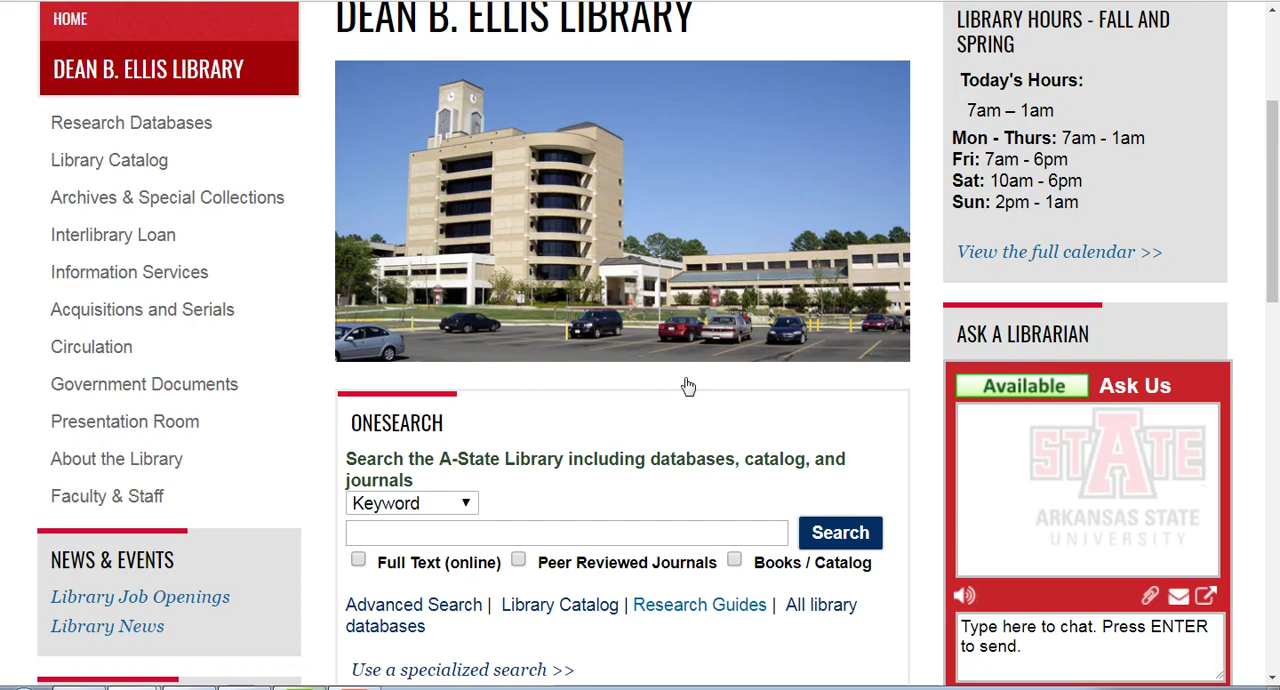 HOME
DEAN B. ELLIS LIBRARY
Research Databases
Library Catalog
Archives & Special Collections
Interlibrary Loan
Information Services
Acquisitions and Serials
Circulation
Government Documents
Presentation Room
About the Library
Faculty & Staff
NEWS & EVENTS
Library Job Openings
Library News
DEAN B. ELLIS LIBRARY
ONESEARCH
Search the A-State Library including databases, catalog, and
journals
Keyword
Search
Full Text (online) Peer Reviewed Journals Books / Catalog
Advanced Search | Library Catalog | Research Guides | All library
databases
Use a specialized search >>
LIBRARY HOURS - FALL AND
SPRING
Today's Hours:
7am – 1am
Mon - Thurs: 7am - 1am
Fri: 7am - 6pm
Sat: 10am - 6pm
Sun: 2pm - 1am
View the full calendar >>
ASK A LIBRARIAN
Available Ask Us
STATE
ARKANSAS STATE
UNIVERSITY
Type here to chat. Press ENTER
to send.